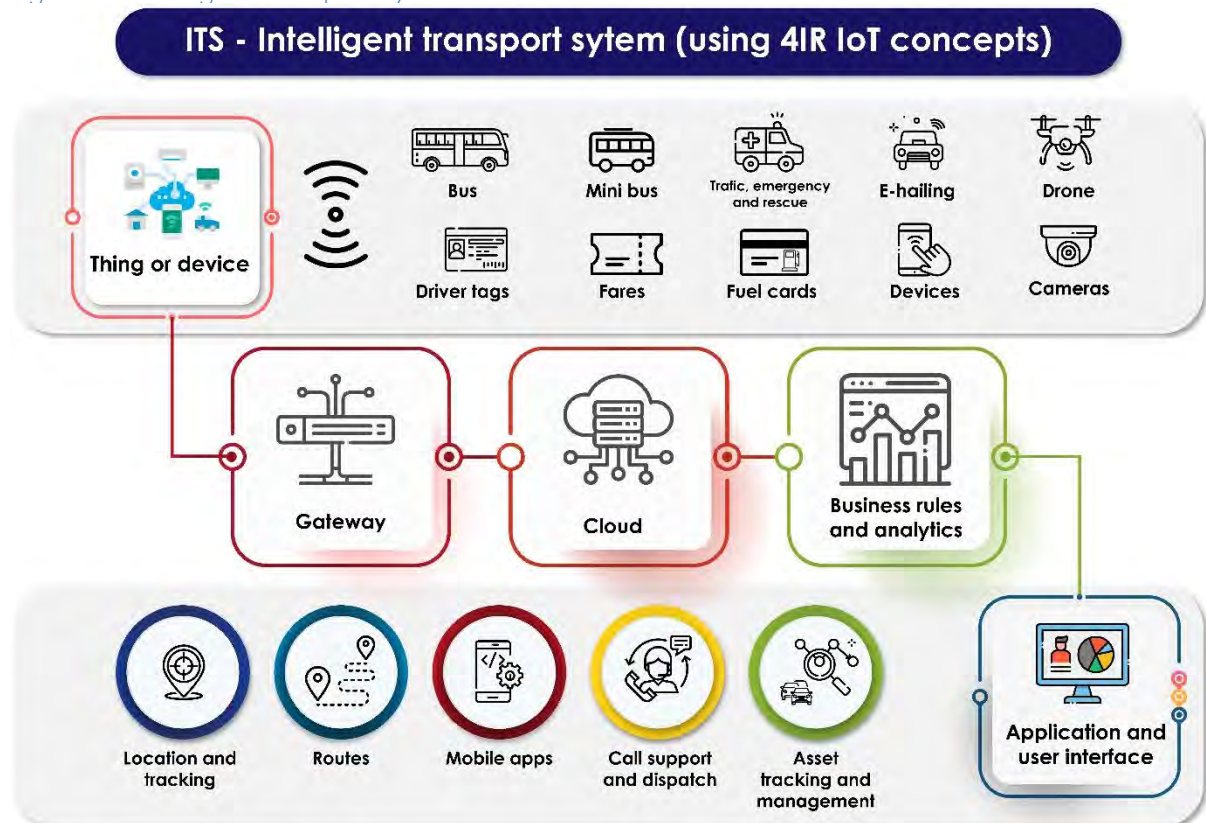 ITS - Intelligent transport sytem (using 4IR IoT concepts)
Thing or device
Bus
Mini bus
Trafic, emergency
and rescue
E-hailing
Drone
Driver tags
Fares
Fuel cards
Devices
Cameras
Gateway
Cloud
Business rules
and analytics
Location and
tracking
Routes
Mobile apps
Call support
and dispatch
Asset
tracking and
management
Application and
user interface